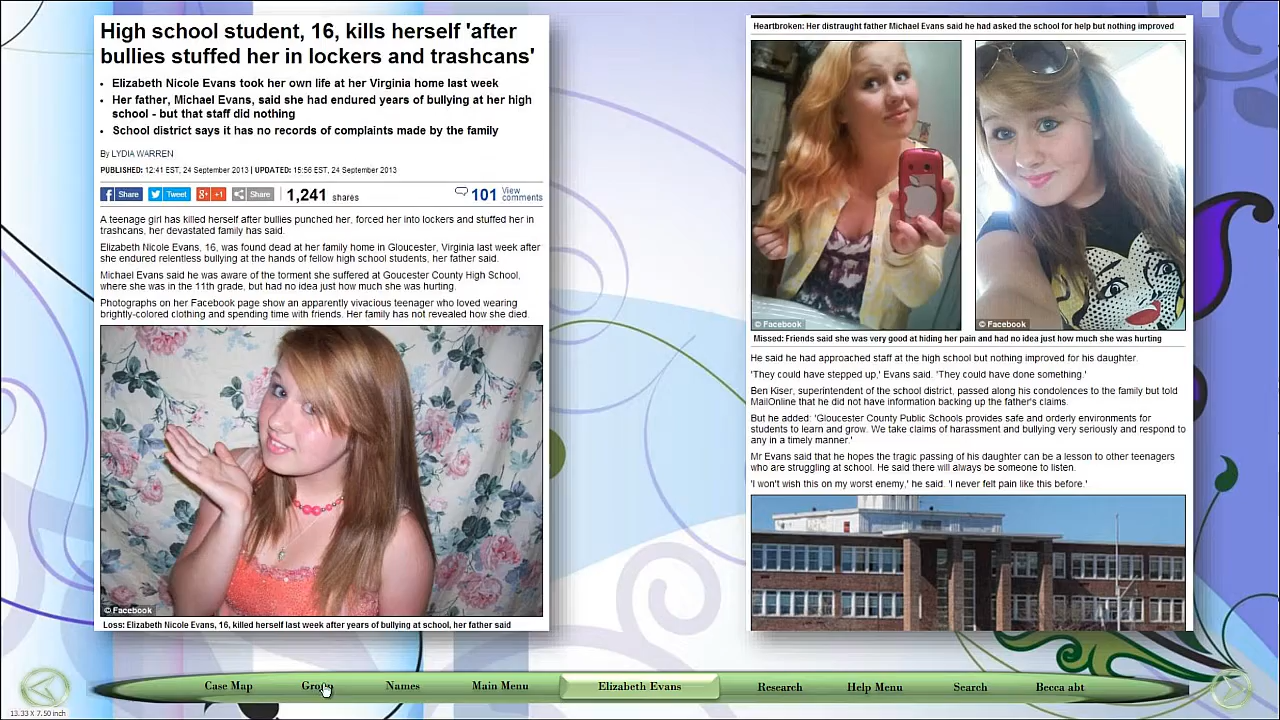 High school student, 16, kills herself 'after
bullies stuffed her in lockers and trashcans'
• Elizabeth Nicole Evans took her own life at her Virginia home last week
• Her father, Michael Evans, said she had endured years of bullying at her high
school - but that staff did nothing
• School district says it has no records of complaints made by the family
By LYDIA WARREN
PUBLISHED: 12:41 EST, 24 September 2013 | UPDATED: 15:56 EST, 24 September 2013
Share Tweet +1 Share 1,241 shares 101 View comments
A teenage girl has killed herself after bullies punched her, forced her into lockers and stuffed her in
trashcans, her devastated family has said.
Elizabeth Nicole Evans, 16, was found dead at her family home in Gloucester, Virginia last week after
she endured relentless bullying at the hands of fellow high school students, her father said.
Michael Evans said he was aware of the torment she suffered at Goucester County High School,
where she was in the 11th grade, but had no idea just how much she was hurting.
Photographs on her Facebook page show an apparently vivacious teenager who loved wearing
brightly-colored clothing and spending time with friends. Her family has not revealed how she died.
© Facebook
Loss: Elizabeth Nicole Evans, 16, killed herself last week after years of bullying at school, her father said
Heartbroken: Her distraught father Michael Evans said he had asked the school for help but nothing improved
© Facebook
© Facebook
Missed: Friends said she was very good at hiding her pain and had no idea just how much she was hurting
He said he had approached staff at the high school but nothing improved for his daughter.
'They could have stepped up,' Evans said. 'They could have done something.'
Ben Kiser, superintendent of the school district, passed along his condolences to the family but told
MailOnline that he did not have information backing up the father's claims.
But he added: 'Gloucester County Public Schools provides safe and orderly environments for
students to learn and grow. We take claims of harassment and bullying very seriously and respond to
any in a timely manner.'
Mr Evans said that he hopes the tragic passing of his daughter can be a lesson to other teenagers
who are struggling at school. He said there will always be someone to listen.
'I won't wish this on my worst enemy,' he said. 'I never felt pain like this before.'
Case Map Groups Names Main Menu Elizabeth Evans Research Help Menu Search Becca abt
13.33 x 7.50 inch